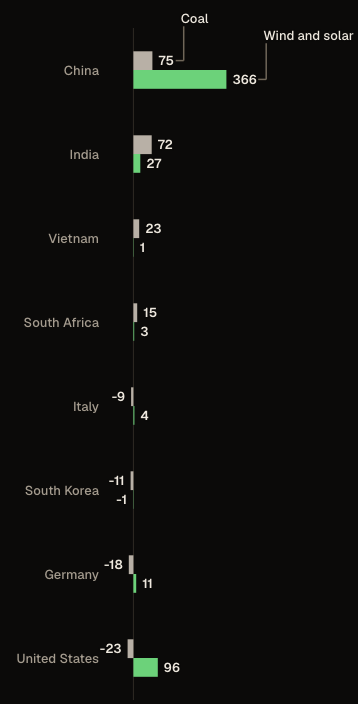 Coal
Wind and solar
China
75
366
India
72
27
Vietnam
23
1
South Africa
15
3
Italy
-9
4
South Korea
-11
-1
Germany
-18
11
United States
-23
96